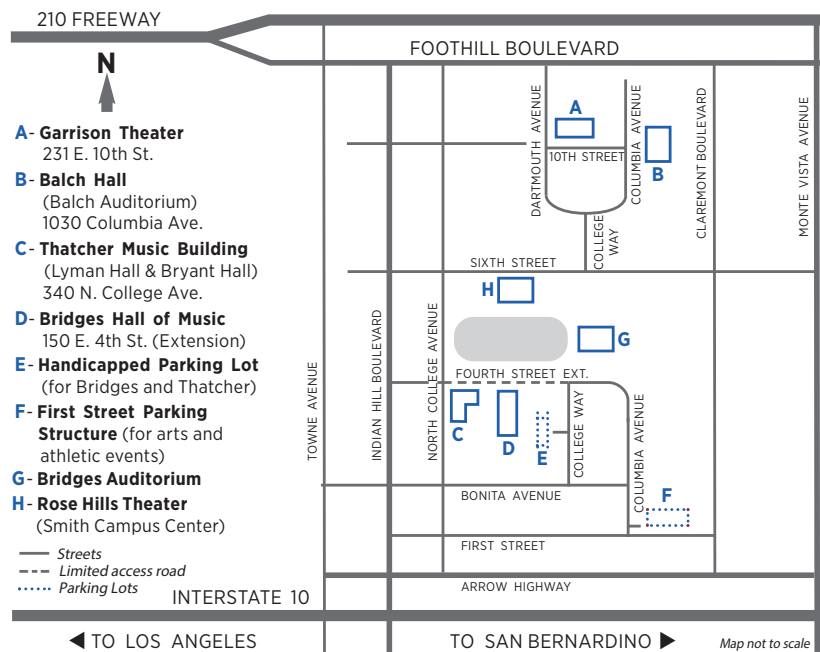 210 FREEWAY
FOOTHILL BOULEVARD
N
A- Garrison Theater
231 E. 10th St.
B- Balch Hall
(Balch Auditorium)
1030 Columbia Ave.
C- Thatcher Music Building
(Lyman Hall & Bryant Hall)
340 N. College Ave.
D- Bridges Hall of Music
150 E. 4th St. (Extension)
E- Handicapped Parking Lot
(for Bridges and Thatcher)
F- First Street Parking
Structure (for arts and
athletic events)
G- Bridges Auditorium
H- Rose Hills Theater
(Smith Campus Center)
Streets
Limited access road
Parking Lots
TOWNE AVENUE
INDIAN HILL BOULEVARD
NORTH COLLEGE AVENUE
DARTMOUTH AVENUE
A
10TH STREET
COLUMBIA AVENUE
B
CLAREMONT BOULEVARD
MONTE VISTA AVENUE
COLLEGE WAY
SIXTH STREET
H
G
FOURTH STREET EXT.
C
D
E
COLLEGE WAY
COLUMBIA AVENUE
F
BONITA AVENUE
FIRST STREET
ARROW HIGHWAY
INTERSTATE 10
◀ TO LOS ANGELES
TO SAN BERNARDINO ▶
Map not to scale